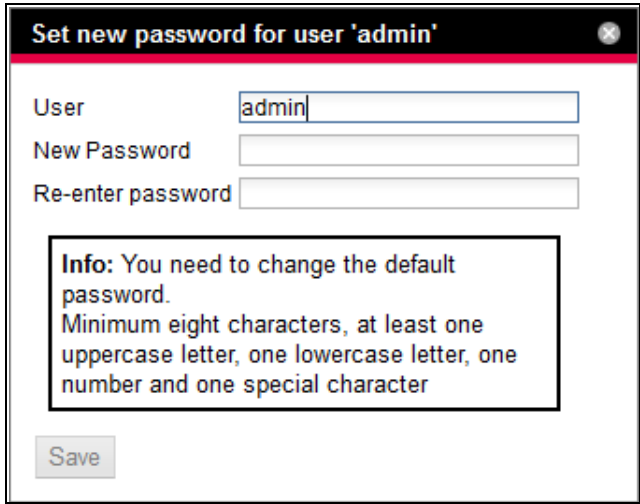 Set new password for user 'admin'
User admin
New Password
Re-enter password
Info: You need to change the default
password.
Minimum eight characters, at least one
uppercase letter, one lowercase letter, one
number and one special character
Save